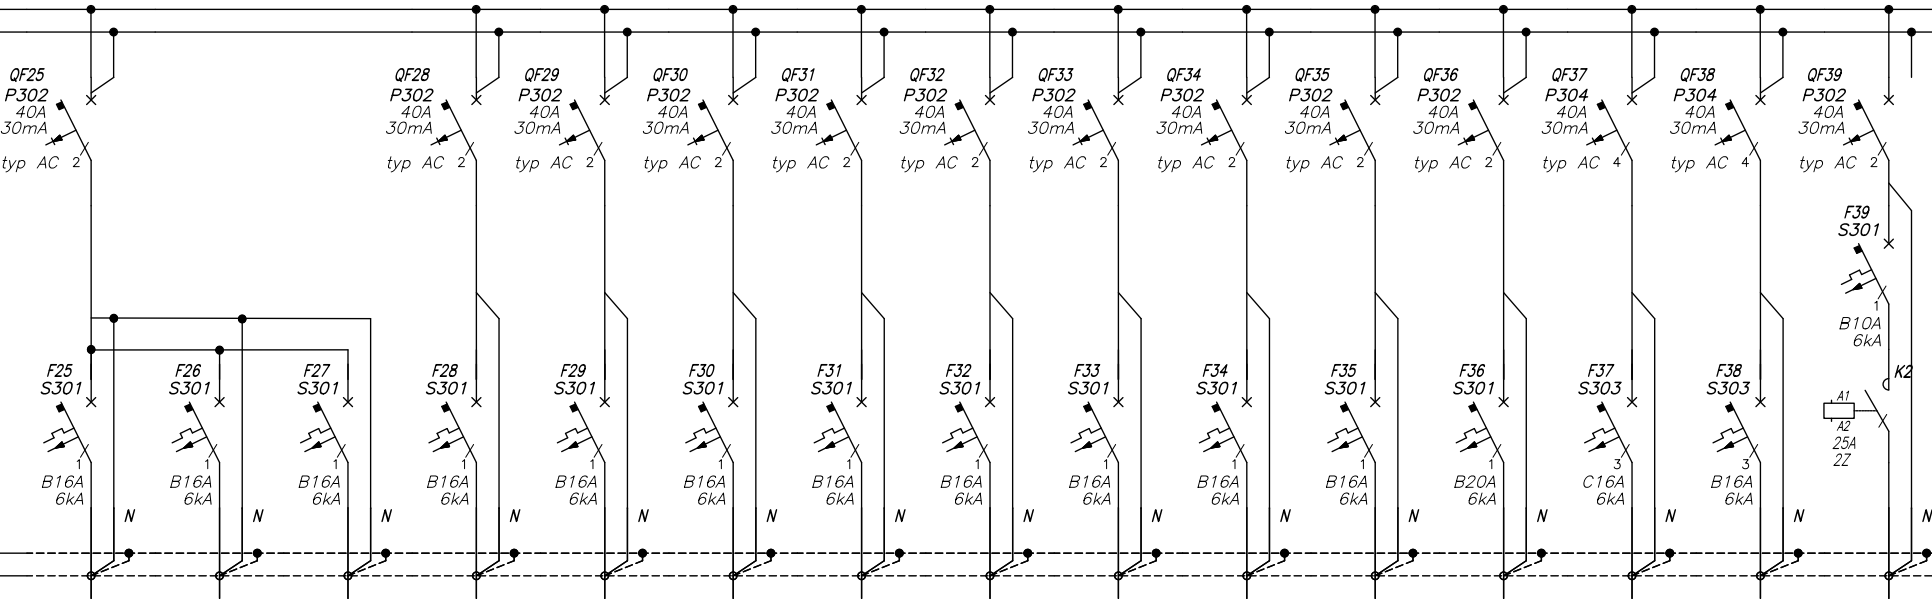 QF25
P302
40A
30mA
typ AC 2
QF28
P302
40A
30mA
typ AC 2
QF29
P302
40A
30mA
typ AC 2
QF30
P302
40A
30mA
typ AC 2
QF31
P302
40A
30mA
typ AC 2
QF32
P302
40A
30mA
typ AC 2
QF33
P302
40A
30mA
typ AC 2
QF34
P302
40A
30mA
typ AC 2
QF35
P302
40A
30mA
typ AC 2
QF36
P302
40A
30mA
typ AC 2
QF37
P304
40A
30mA
typ AC 4
QF38
P304
40A
30mA
typ AC 4
QF39
P302
40A
30mA
typ AC 2
F39
S301
1
B10A
6kA
K2
A1
A2
25A
2Z
F25
S301
1
B16A
6kA
N
F26
S301
1
B16A
6kA
N
F27
S301
1
B16A
6kA
N
F28
S301
1
B16A
6kA
N
F29
S301
1
B16A
6kA
N
F30
S301
1
B16A
6kA
N
F31
S301
1
B16A
6kA
N
F32
S301
1
B16A
6kA
N
F33
S301
1
B16A
6kA
N
F34
S301
1
B16A
6kA
N
F35
S301
1
B16A
6kA
N
F36
S301
1
B20A
6kA
N
F37
S303
3
C16A
6kA
N
F38
S303
3
B16A
6kA
N
N